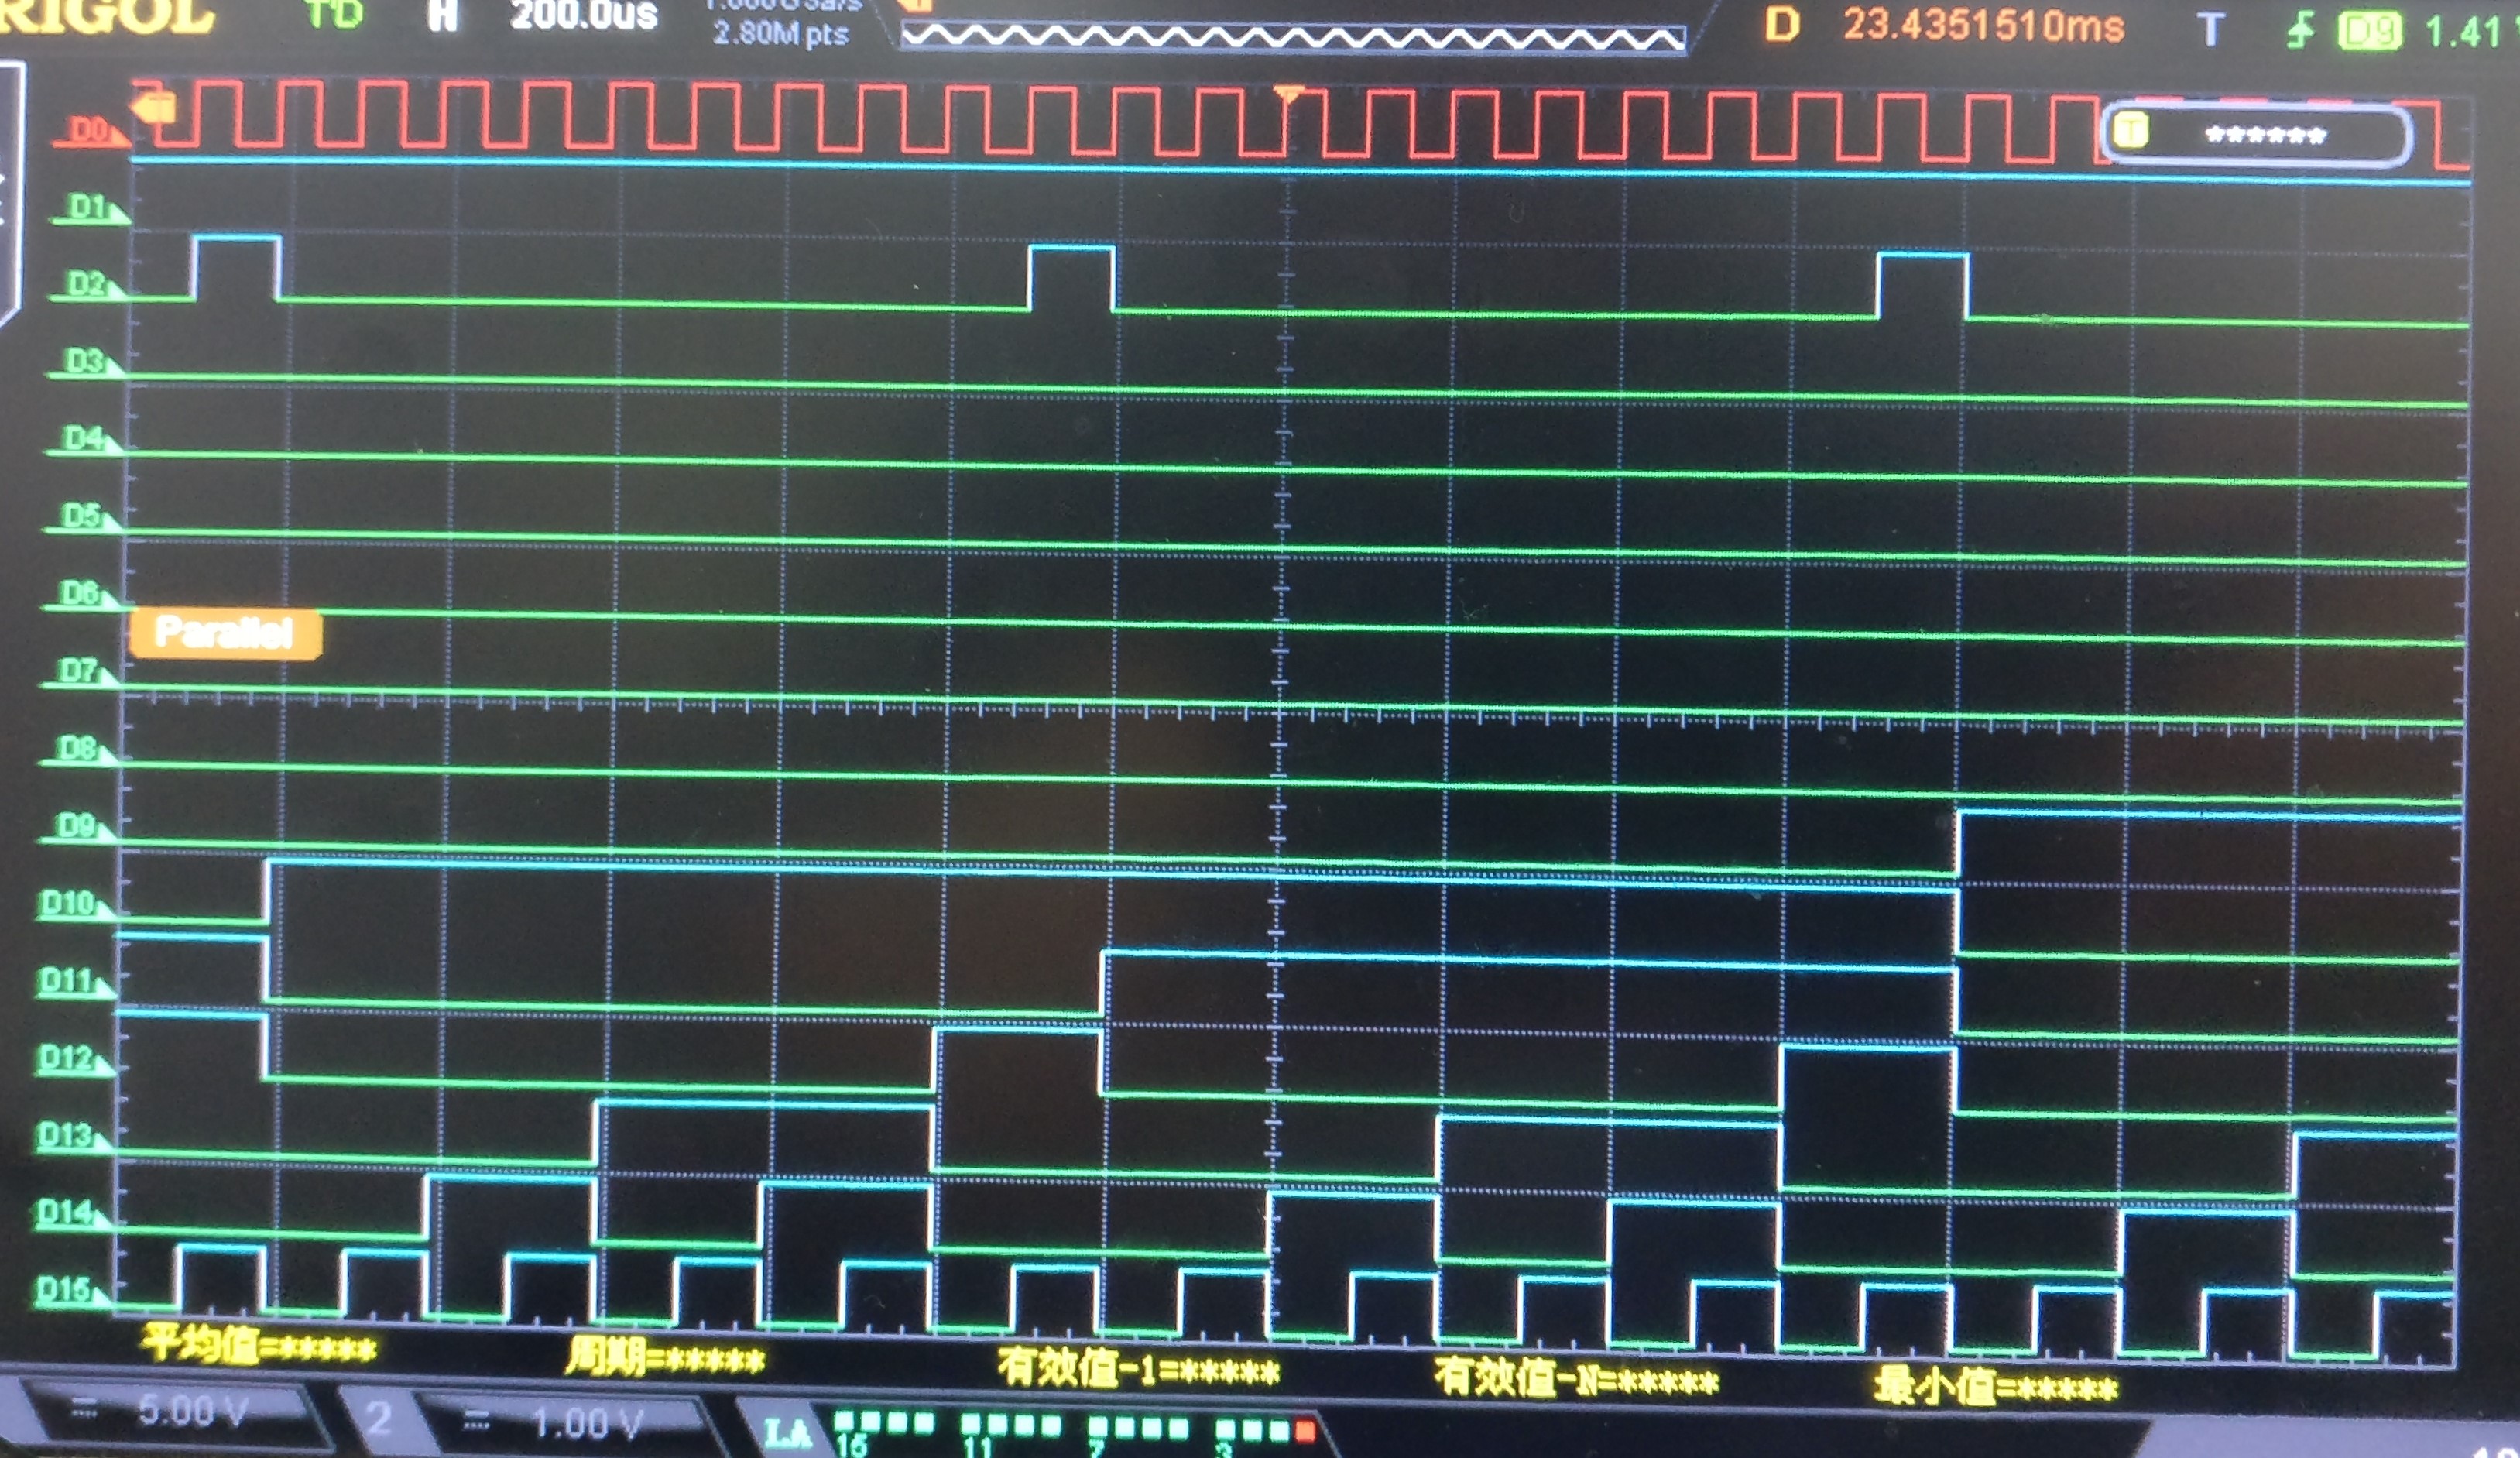 RIGOL T'D H 200.0us 2.80M pts D 23.4351510ms T D9 1.41
T ******
D0
D1
D2
D3
D4
D5
D6
Parallel
D7
D8
D9
D10
D11
D12
D13
D14
D15
平均值=***** 周期=***** 有效值-1=***** 有效值-N=***** 最小值=*****
5.00 V 2 1.00 V LA
15 11 7 3